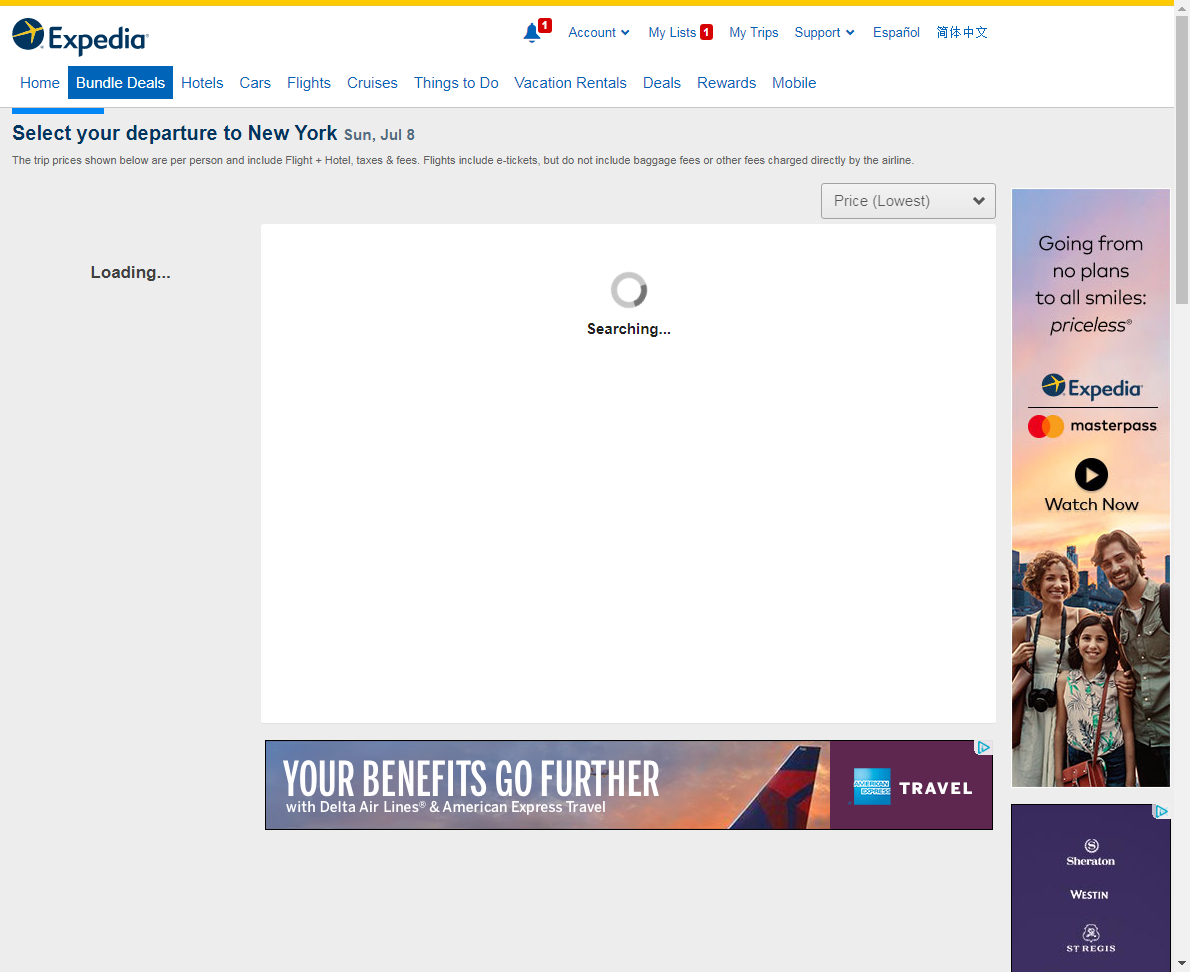 Expedia
1
Account
My Lists 1
My Trips
Support
Español
简体中文
Home
Bundle Deals
Hotels
Cars
Flights
Cruises
Things to Do
Vacation Rentals
Deals
Rewards
Mobile
Select your departure to New York Sun, Jul 8
The trip prices shown below are per person and include Flight + Hotel, taxes & fees. Flights include e-tickets, but do not include baggage fees or other fees charged directly by the airline.
Price (Lowest)
Loading...
Searching...
Going from
no plans
to all smiles:
priceless®
Expedia
masterpass
Watch Now
YOUR BENEFITS GO FURTHER
with Delta Air Lines® & American Express Travel
AMERICAN
EXPRESS
TRAVEL
Sheraton
WESTIN
ST REGIS